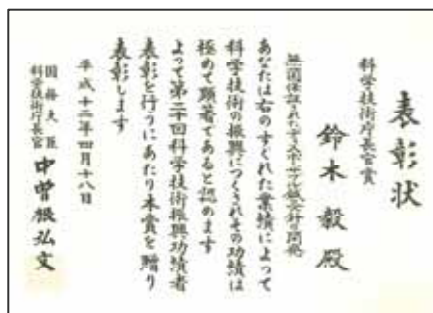 表彰状
科学技術庁長官賞
鈴木 毅 殿
の開発
あなたは右のすぐれた業績によって
科学技術の振興につくされその功績は
極めて顕著であると認めます
よって第二十回科学技術振興功績者
表彰を行うにあたり本賞を贈り
表彰します
平成十二年四月十八日
国務大臣
科学技術庁長官 中曽根弘文